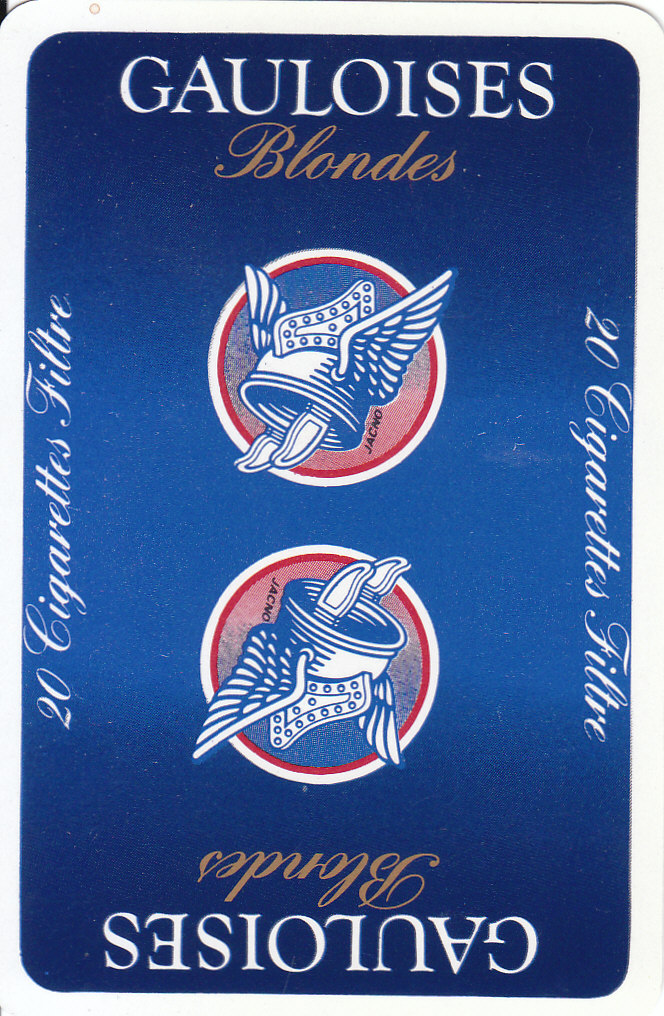 GAULOISES
Blondes
20 Cigarettes Filtre
20 Cigarettes Filtre
JACNO
JACNO
Blondes
GAULOISES